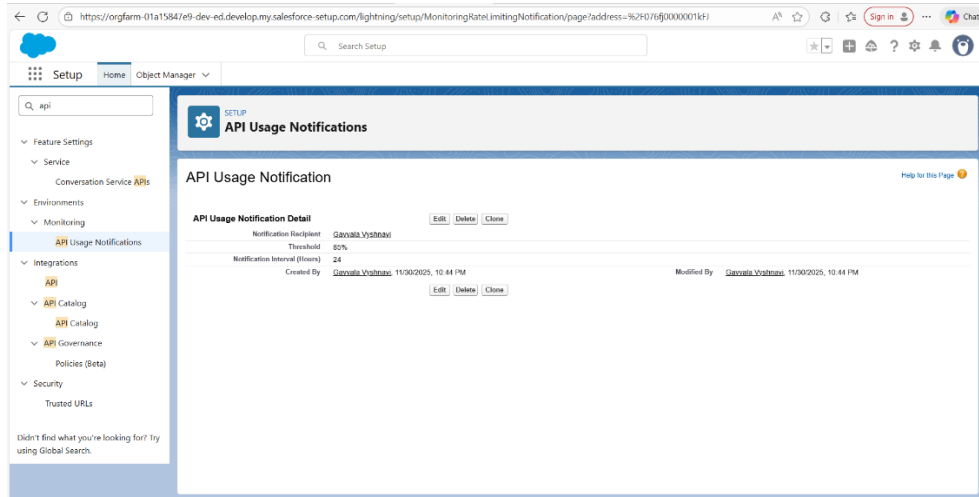 https://orgfarm-01a15847e9-dev-ed.develop.my.salesforce-setup.com/lightning/setup/MonitoringRateLimitingNotification/page?address=%2F076fJ0000001kFJ
Sign in
Chat
Search Setup
Setup
Home
Object Manager
api
Feature Settings
Service
Conversation Service APIs
Environments
Monitoring
API Usage Notifications
Integrations
API
API Catalog
API Catalog
API Governance
Policies (Beta)
Security
Trusted URLs
Didn't find what you're looking for? Try
using Global Search.
SETUP
API Usage Notifications
API Usage Notification
Help for this Page
API Usage Notification Detail
Edit Delete Clone
Notification Recipient Gavvala Vyshnavi
Threshold 80%
Notification Interval (Hours) 24
Created By Gavvala Vyshnavi, 11/30/2025, 10:44 PM Modified By Gavvala Vyshnavi, 11/30/2025, 10:44 PM
Edit Delete Clone